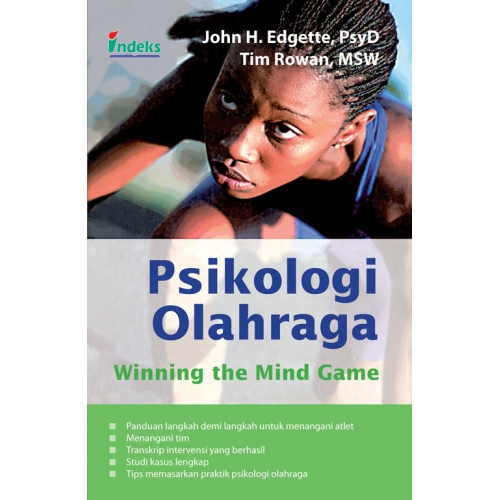 indeks
John H. Edgette, PsyD
Tim Rowan, MSW
Psikologi
Olahraga
Winning the Mind Game
Panduan langkah demi langkah untuk menangani atlet
Menangani tim
Transkrip intervensi yang berhasil
Studi kasus lengkap
Tips memasarkan praktik psikologi olahraga